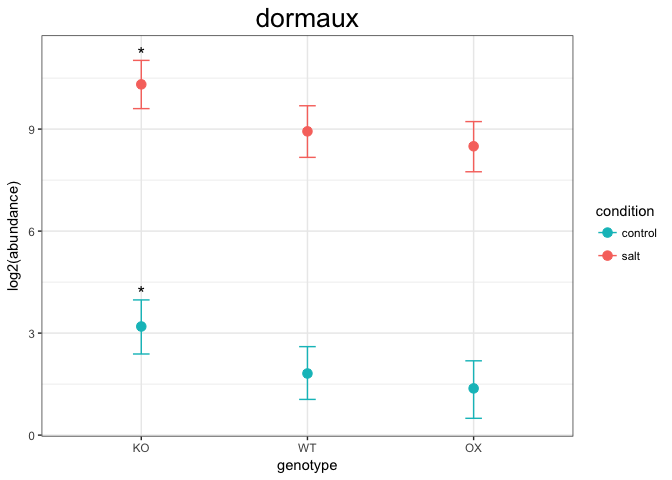 dormaux
*
*
9
6
3
0
log2(abundance)
KO WT OX
genotype
condition
control
salt